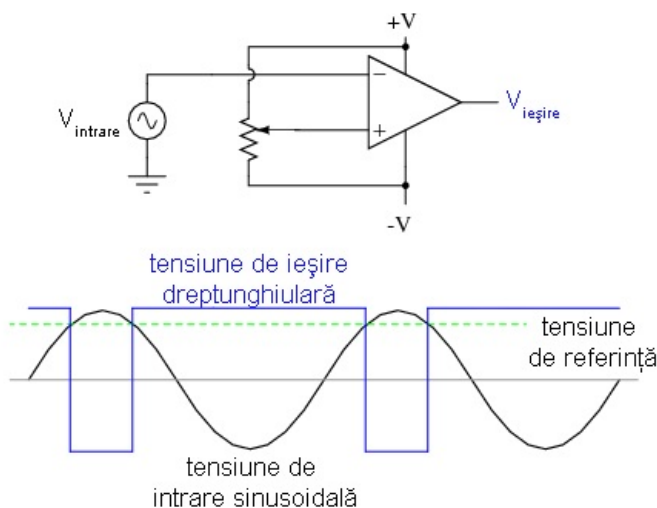 +V
V intrare
−
+
V ieşire
-V
tensiune de ieşire
dreptunghiulară
tensiune
de referinţă
tensiune de
intrare sinusoidală